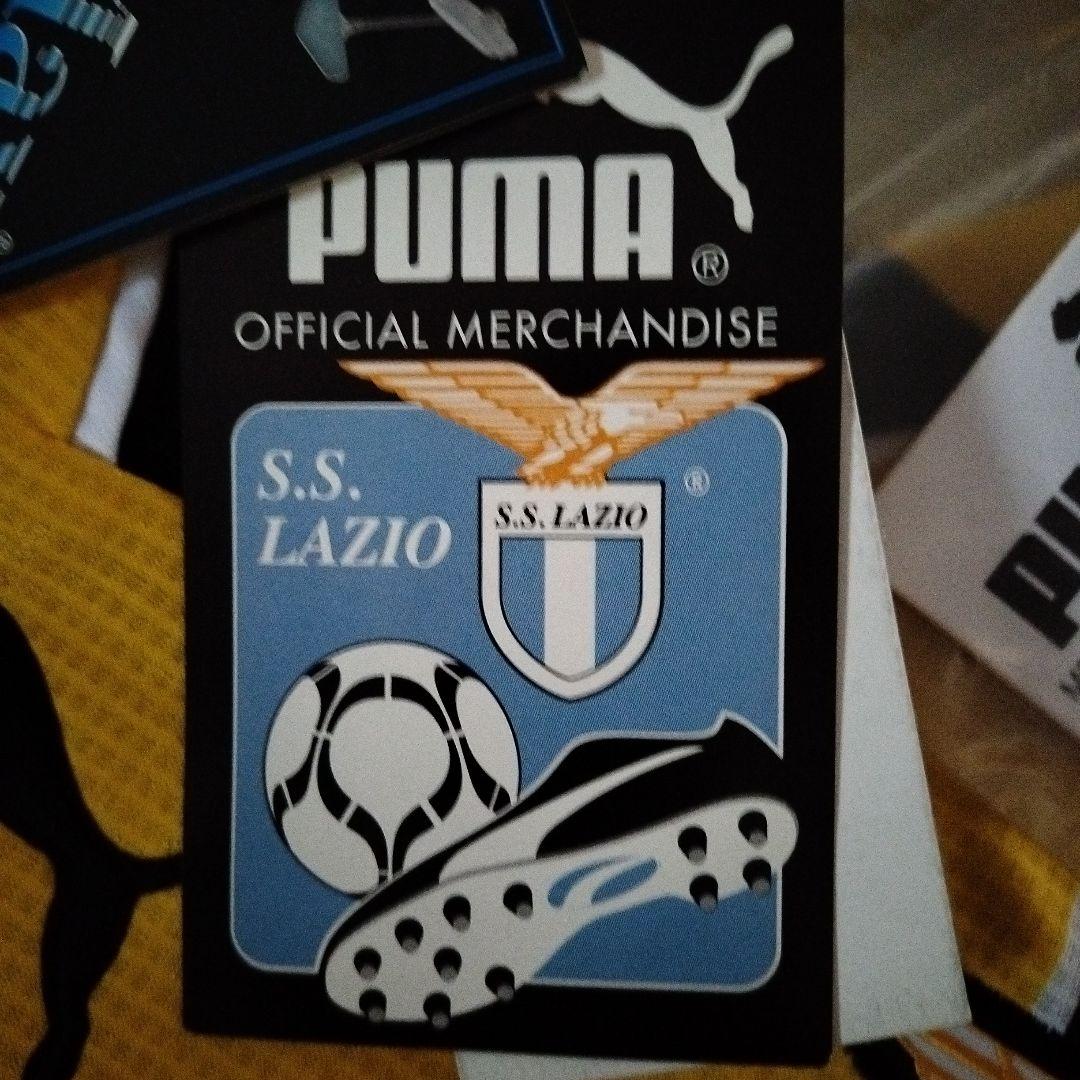 PUMA®
OFFICIAL MERCHANDISE
S.S.
LAZIO
®
S.S. LAZIO
®